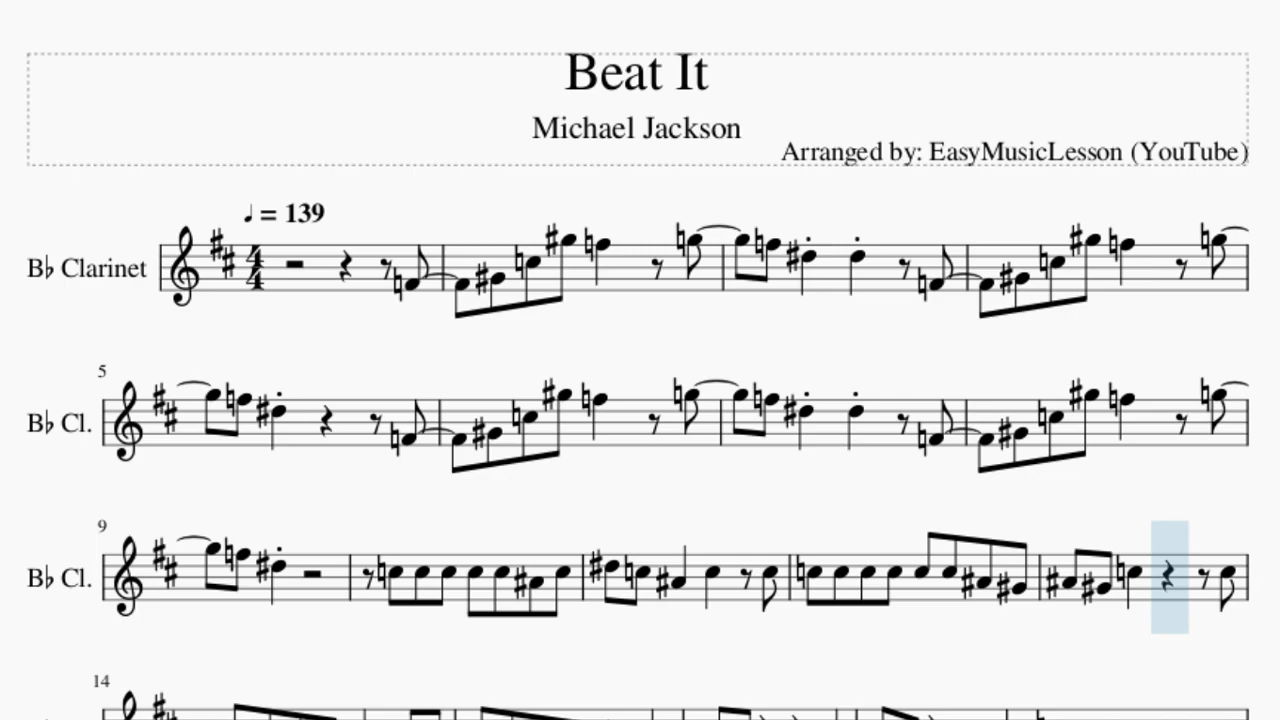 Beat It
Michael Jackson
Arranged by: EasyMusicLesson (YouTube)
♩ = 139
B♭ Clarinet
5
B♭ Cl.
9
B♭ Cl.
14